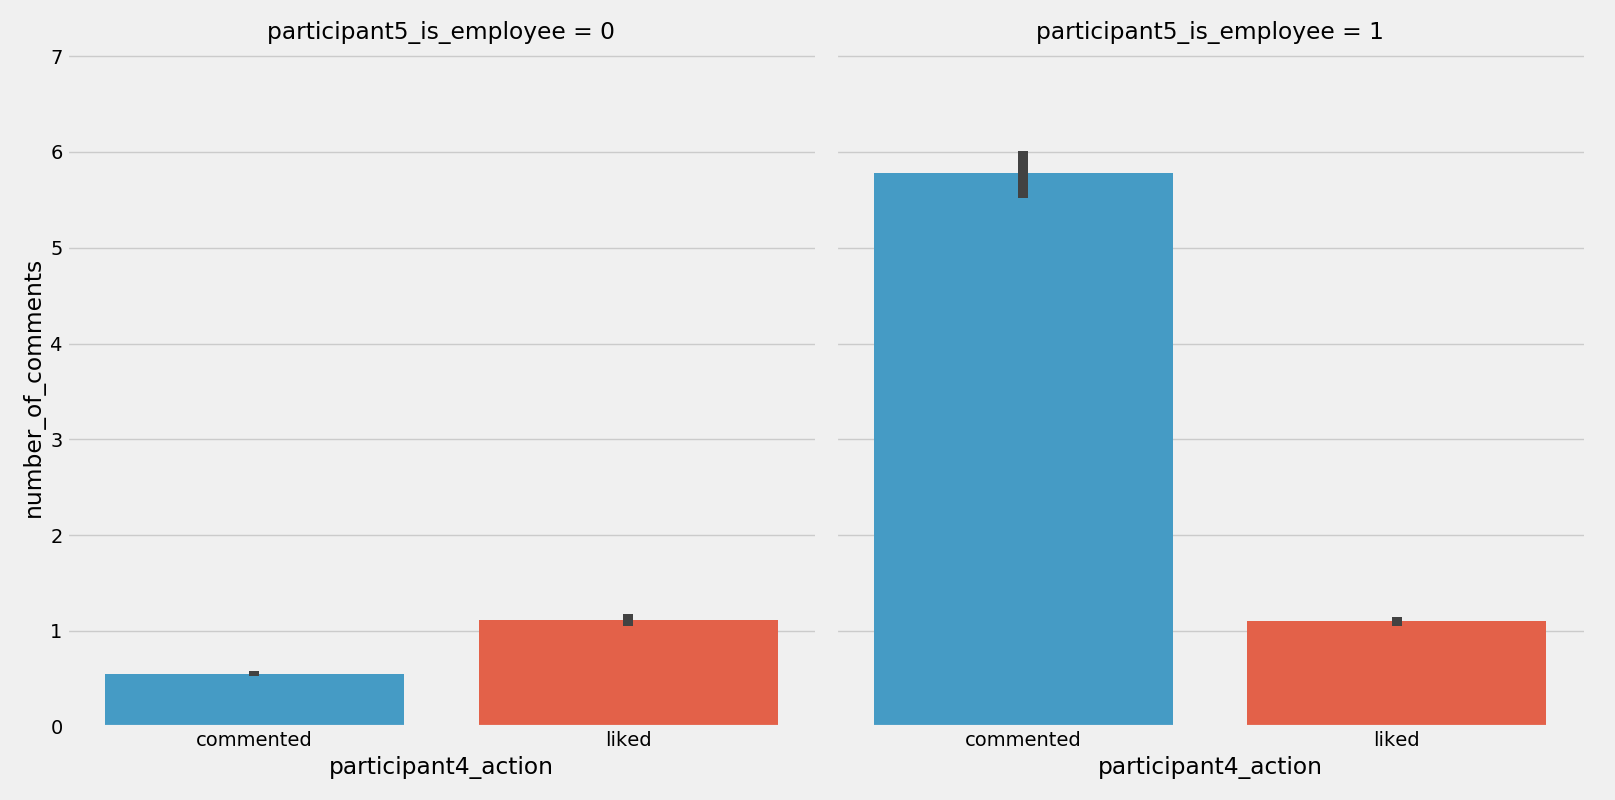 participant5_is_employee = 0
participant5_is_employee = 1
7
6
5
4
3
2
1
0
number_of_comments
commented
liked
commented
liked
participant4_action
participant4_action